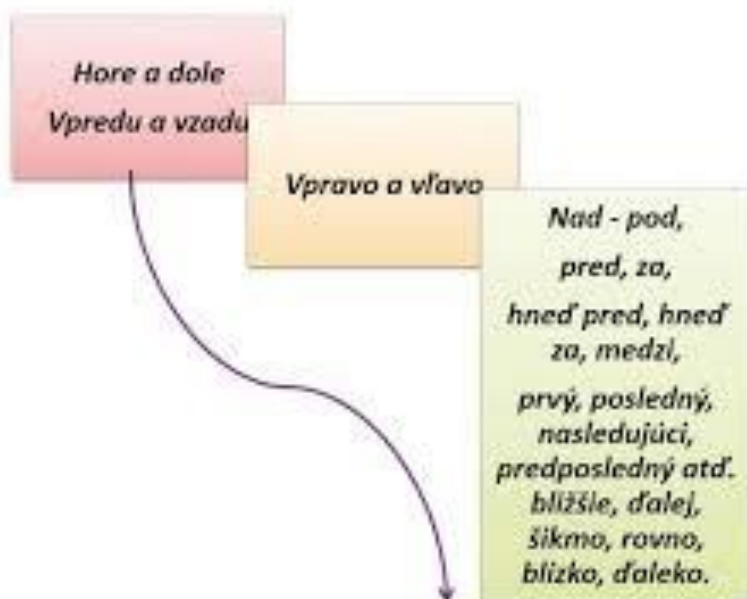 Hore a dole
Vpredu a vzadu
Vpravo a vľavo
Nad - pod,
pred, za,
hneď pred, hneď
za, medzi,
prvý, posledný,
nasledujúci,
predposledný atď.
bližšie, ďalej,
šikmo, rovno,
blízko, ďaleko.